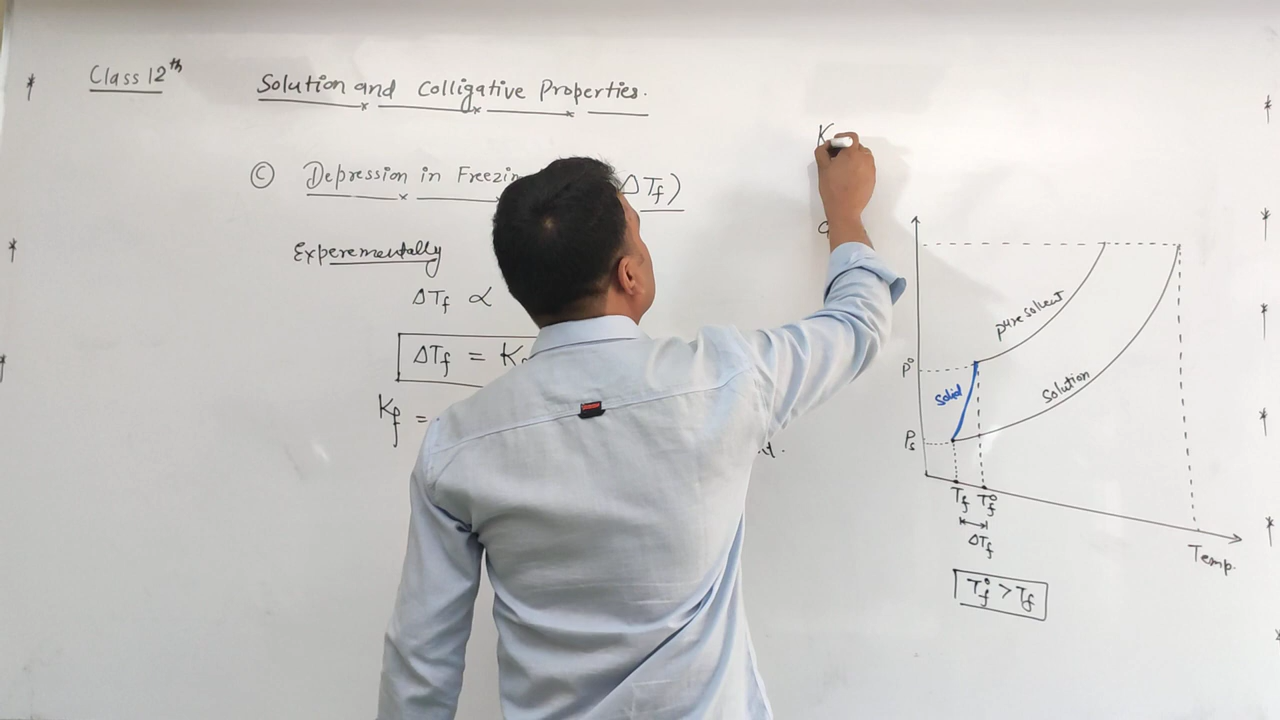 Class 12th
Solution and Colligative Properties.
© Depression in ΔTf)
Experementally
ΔTf ∝
ΔTf =
Kf =
K
pure solvent
P°
solid
solution
Ps
Tf Tf°
ΔTf
Temp.
Tf° > Tf